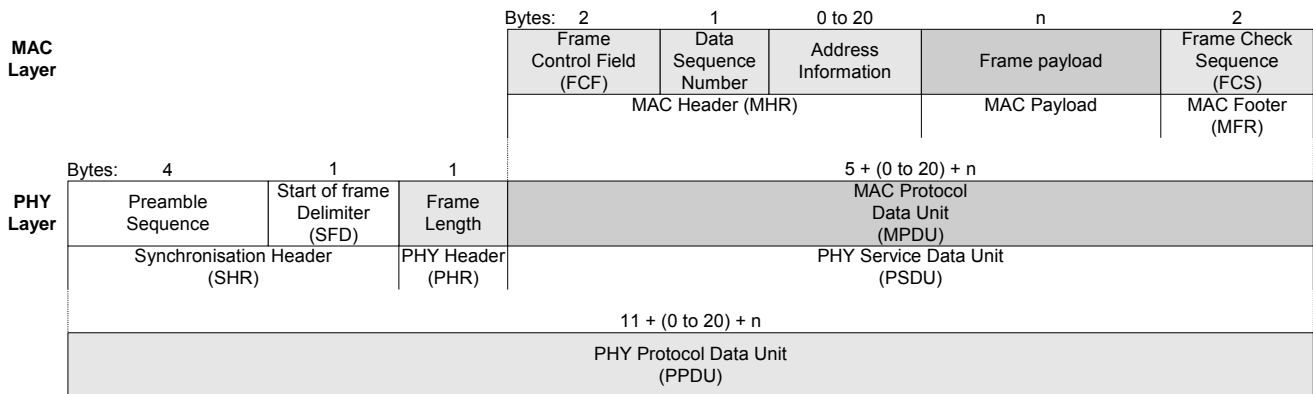 Bytes: 2 1 0 to 20 n 2
MAC
Layer
Frame
Control Field
(FCF)
Data
Sequence
Number
Address
Information
Frame payload
Frame Check
Sequence
(FCS)
MAC Header (MHR)
MAC Payload
MAC Footer
(MFR)
Bytes: 4 1 1 5 + (0 to 20) + n
PHY
Layer
Preamble
Sequence
Start of frame
Delimiter
(SFD)
Frame
Length
MAC Protocol
Data Unit
(MPDU)
Synchronisation Header
(SHR)
PHY Header
(PHR)
PHY Service Data Unit
(PSDU)
11 + (0 to 20) + n
PHY Protocol Data Unit
(PPDU)